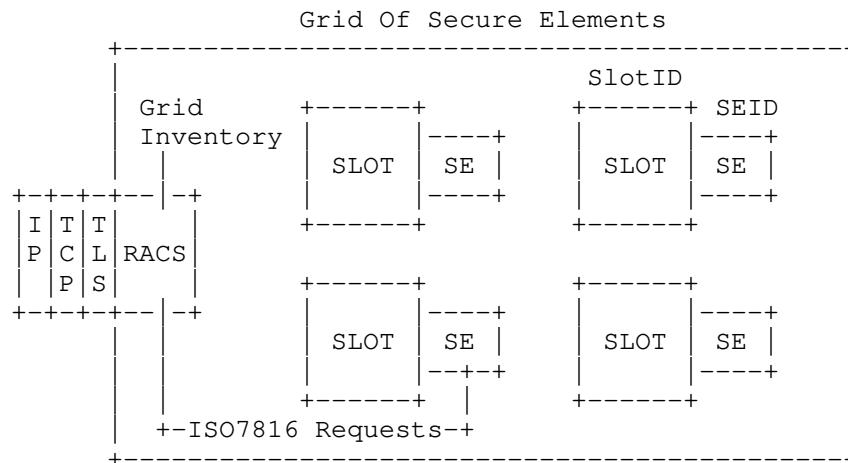 Grid Of Secure Elements
SlotID
Grid SEID
Inventory
SLOT SE SLOT SE
I T T
P C L RACS
P S
SLOT SE SLOT SE
ISO7816 Requests